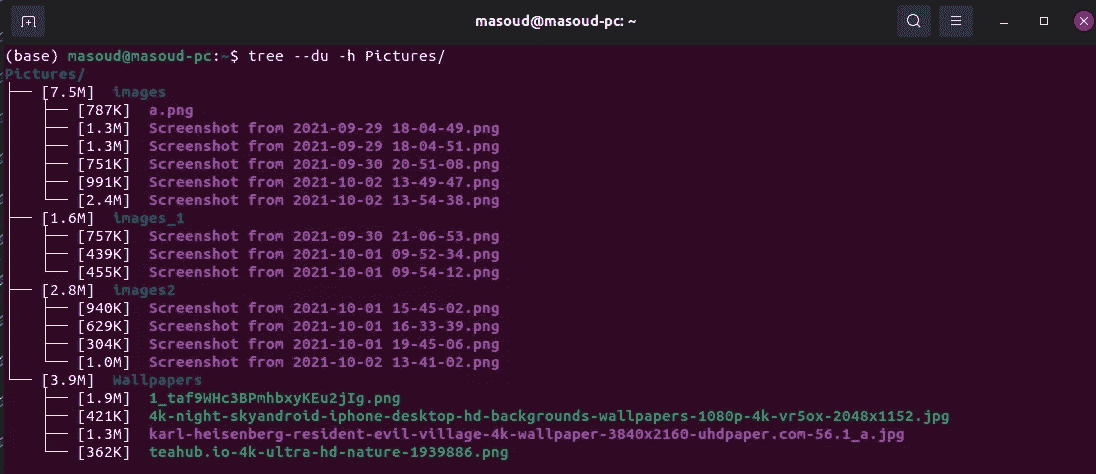 masoud@masoud-pc: ~
(base) masoud@masoud-pc:~$ tree --du -h Pictures/
Pictures/
├── [7.5M]  images
│   ├── [787K]  a.png
│   ├── [1.3M]  Screenshot from 2021-09-29 18-04-49.png
│   ├── [1.3M]  Screenshot from 2021-09-29 18-04-51.png
│   ├── [751K]  Screenshot from 2021-09-30 20-51-08.png
│   ├── [991K]  Screenshot from 2021-10-02 13-49-47.png
│   └── [2.4M]  Screenshot from 2021-10-02 13-54-38.png
├── [1.6M]  images_1
│   ├── [757K]  Screenshot from 2021-09-30 21-06-53.png
│   ├── [439K]  Screenshot from 2021-10-01 09-52-34.png
│   └── [455K]  Screenshot from 2021-10-01 09-54-12.png
├── [2.8M]  images2
│   ├── [940K]  Screenshot from 2021-10-01 15-45-02.png
│   ├── [629K]  Screenshot from 2021-10-01 16-33-39.png
│   ├── [304K]  Screenshot from 2021-10-01 19-45-06.png
│   └── [1.0M]  Screenshot from 2021-10-02 13-41-02.png
└── [3.9M]  Wallpapers
    ├── [1.9M]  1_taf9WHc3BPmhbxyKEu2jIg.png
    ├── [421K]  4k-night-skyandroid-iphone-desktop-hd-backgrounds-wallpapers-1080p-4k-vr5ox-2048x1152.jpg
    ├── [1.3M]  karl-heisenberg-resident-evil-village-4k-wallpaper-3840x2160-uhdpaper.com-56.1_a.jpg
    └── [362K]  teahub.io-4k-ultra-hd-nature-1939886.png